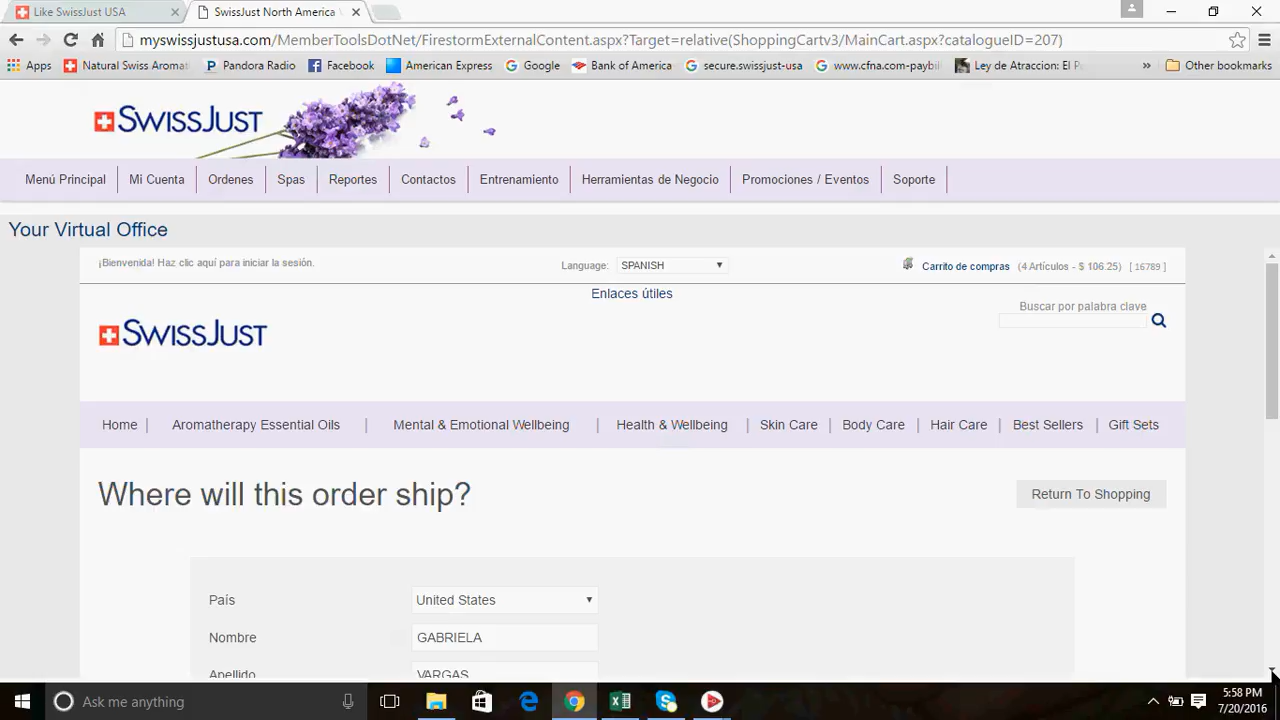 Like SwissJust USA
SwissJust North America
myswissjustusa.com/MemberToolsDotNet/FirestormExternalContent.aspx?Target=relative(ShoppingCartv3/MainCart.aspx?catalogueID=207)
Apps Natural Swiss Aromat Pandora Radio Facebook American Express Google Bank of America secure.swissjust-usa www.cfna.com-paybil Ley de Atraccion: El P » Other bookmarks
SWISSJUST
Menú Principal Mi Cuenta Ordenes Spas Reportes Contactos Entrenamiento Herramientas de Negocio Promociones / Eventos Soporte
Your Virtual Office
¡Bienvenida! Haz clic aquí para iniciar la sesión. Language: SPANISH Carrito de compras (4 Artículos - $ 106.25) [ 16789 ]
Enlaces útiles
Buscar por palabra clave
SWISSJUST
Home | Aromatherapy Essential Oils | Mental & Emotional Wellbeing | Health & Wellbeing | Skin Care | Body Care | Hair Care | Best Sellers | Gift Sets
Where will this order ship? Return To Shopping
País United States
Nombre GABRIELA
Apellido VARGAS
Ask me anything
5:58 PM
7/20/2016